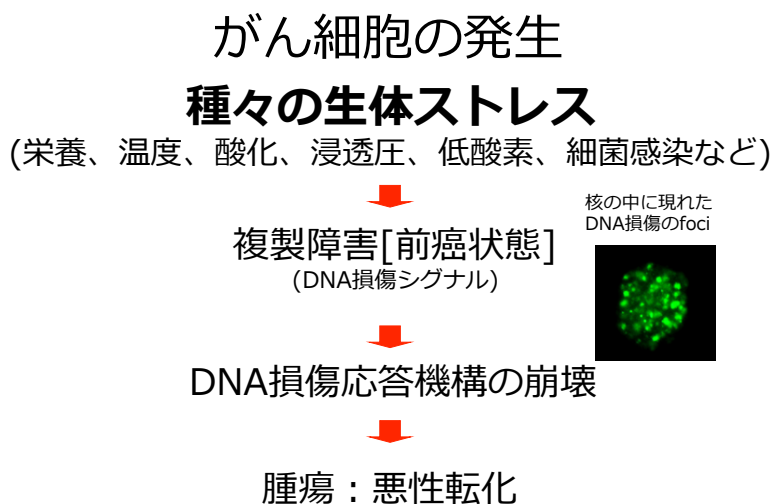 がん細胞の発生
種々の生体ストレス
(栄養、温度、酸化、浸透圧、低酸素、細菌感染など)
核の中に現れた
DNA損傷のfoci
複製障害[前癌状態]
(DNA損傷シグナル)
DNA損傷応答機構の崩壊
腫瘍：悪性転化